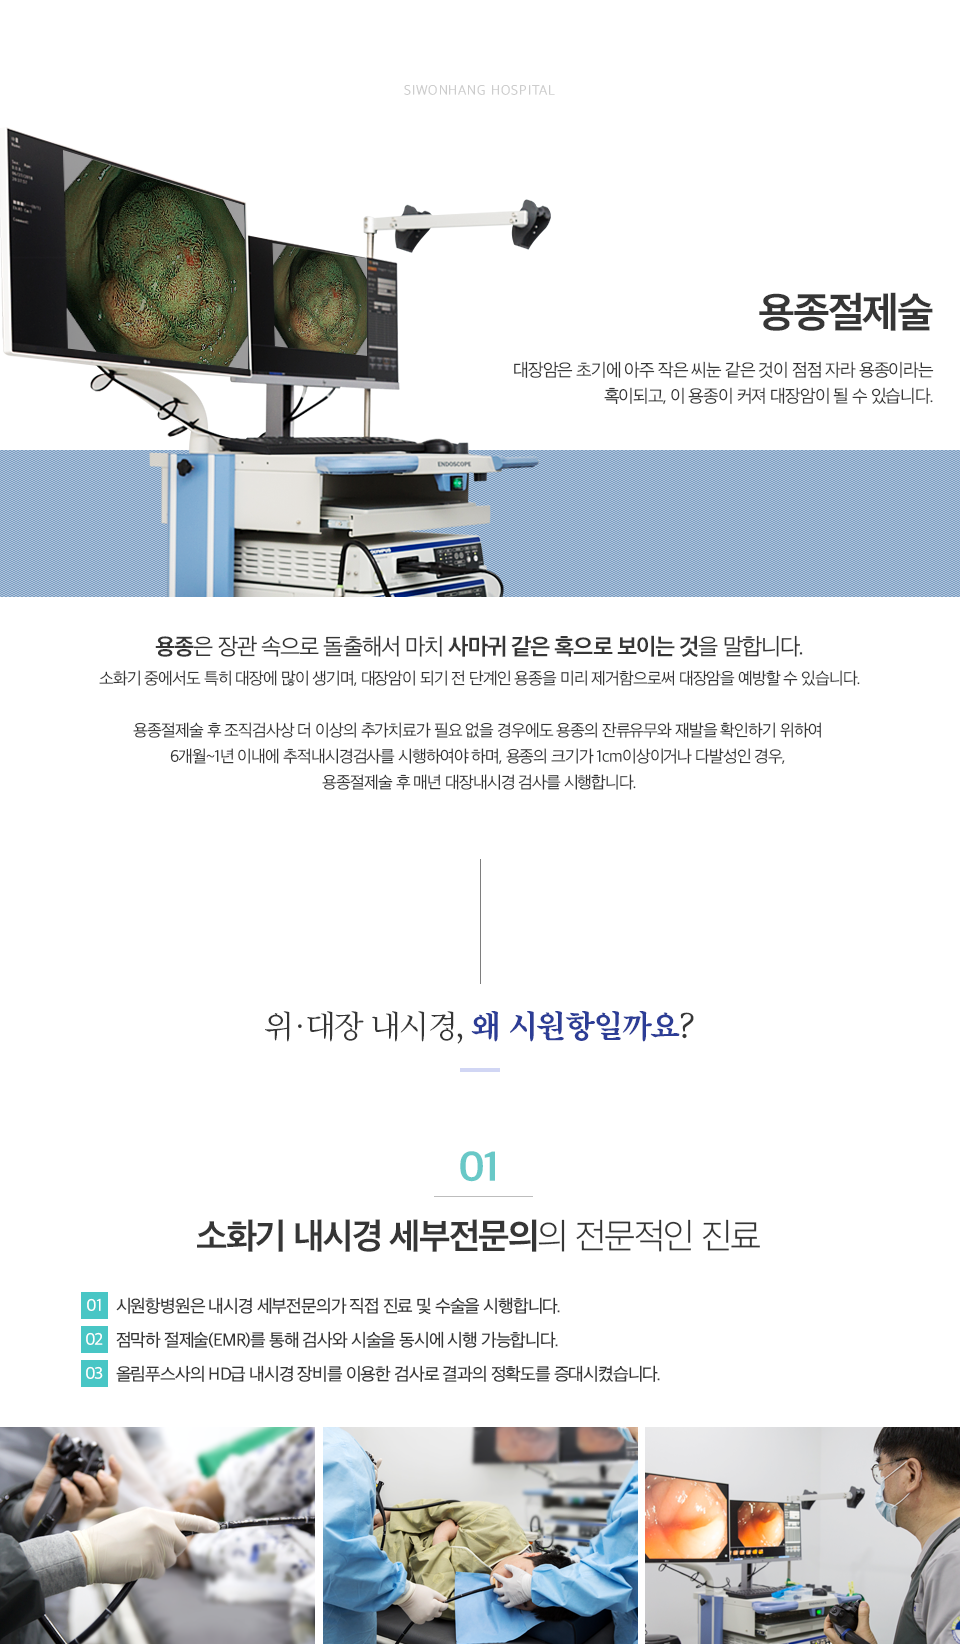 SIWONHANG HOSPITAL
용종절제술
대장암은 초기에 아주 작은 씨눈 같은 것이 점점 자라 용종이라는
혹이되고, 이 용종이 커져 대장암이 될 수 있습니다.
ENDOSCOPE
용종은 장관 속으로 돌출해서 마치 사마귀 같은 혹으로 보이는 것을 말합니다.
소화기 중에서도 특히 대장에 많이 생기며, 대장암이 되기 전 단계인 용종을 미리 제거함으로써 대장암을 예방할 수 있습니다.
용종절제술 후 조직검사상 더 이상의 추가치료가 필요 없을 경우에도 용종의 잔류유무와 재발을 확인하기 위하여
6개월~1년 이내에 추적내시경검사를 시행하여야 하며, 용종의 크기가 1cm이상이거나 다발성인 경우,
용종절제술 후 매년 대장내시경 검사를 시행합니다.
위·대장 내시경, 왜 시원항일까요?
01
소화기 내시경 세부전문의의 전문적인 진료
01 시원항병원은 내시경 세부전문의가 직접 진료 및 수술을 시행합니다.
02 점막하 절제술(EMR)를 통해 검사와 시술을 동시에 시행 가능합니다.
03 올림푸스사의 HD급 내시경 장비를 이용한 검사로 결과의 정확도를 증대시켰습니다.